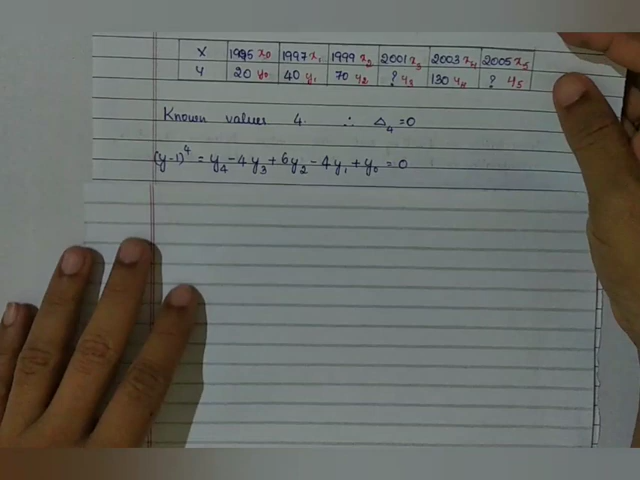 X 1995 x₀ 1997 x₁ 1999 x₂ 2001 x₃ 2003 x₄ 2005 x₅
Y 20 y₀ 40 y₁ 70 y₂ ? y₃ 130 y₄ ? y₅
Known values 4 ∴ Δ₄ = 0
(y-1)⁴ = y₄ - 4y₃ + 6y₂ - 4y₁ + y₀ = 0